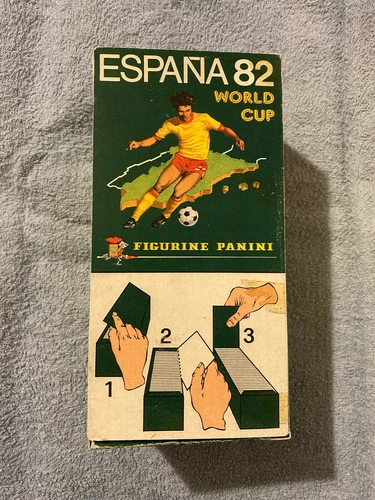 ESPAÑA 82
WORLD
CUP
FIGURINE PANINI
1
2
3